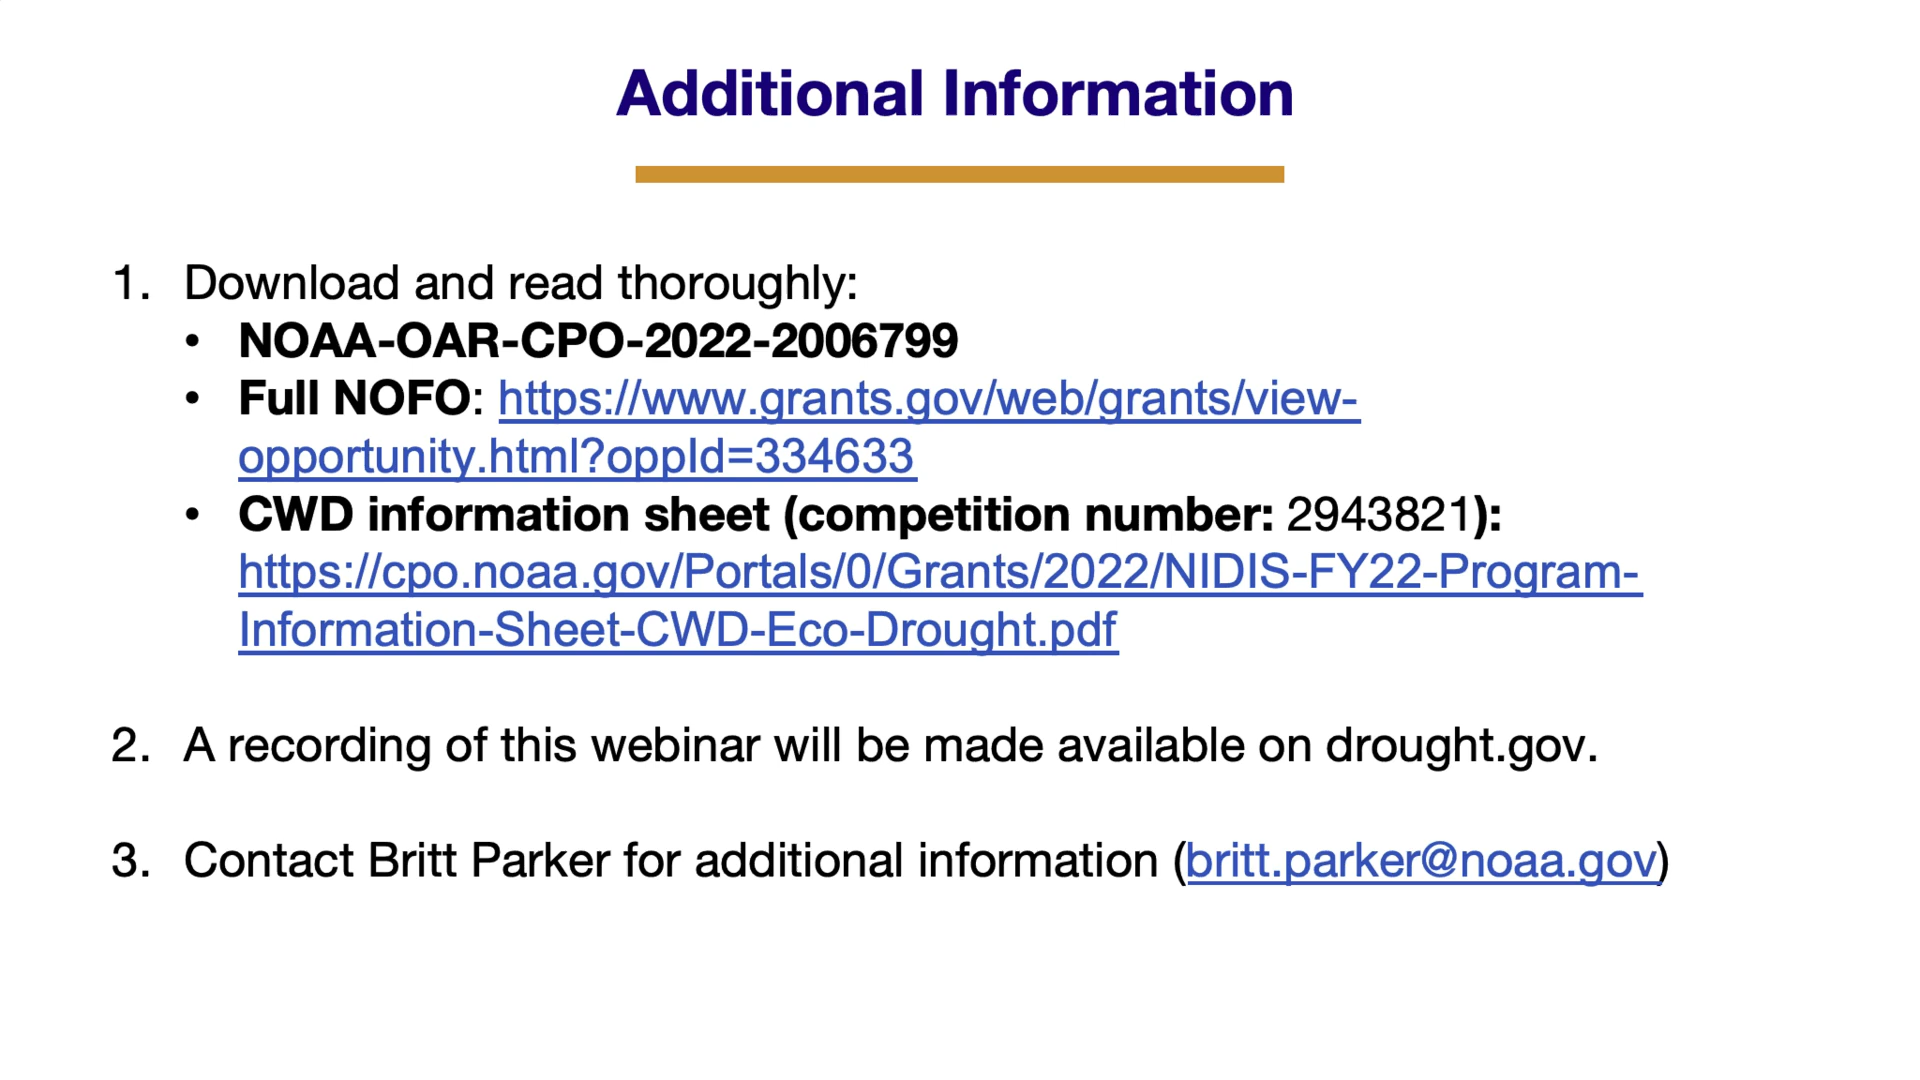 Additional Information
1. Download and read thoroughly:
• NOAA-OAR-CPO-2022-2006799
• Full NOFO: https://www.grants.gov/web/grants/view-
opportunity.html?oppId=334633
• CWD information sheet (competition number: 2943821):
https://cpo.noaa.gov/Portals/0/Grants/2022/NIDIS-FY22-Program-
Information-Sheet-CWD-Eco-Drought.pdf
2. A recording of this webinar will be made available on drought.gov.
3. Contact Britt Parker for additional information (britt.parker@noaa.gov)